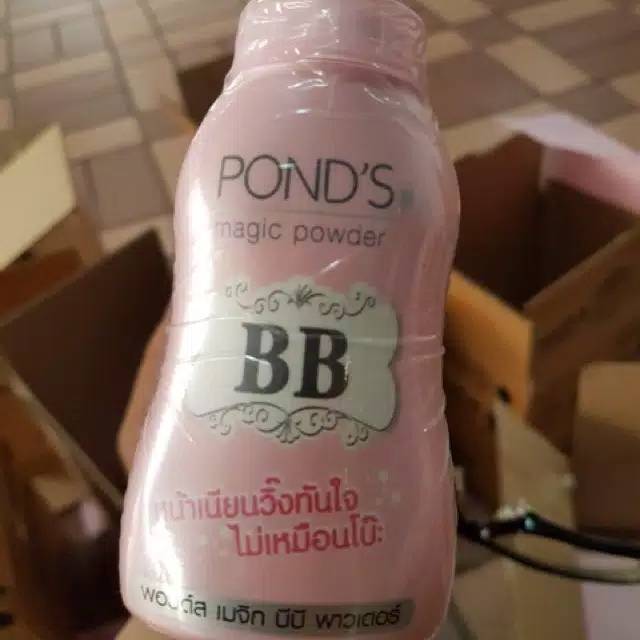 POND'S
magic powder
BB
หน้าเนียนวิ๊งทันใจ
ไม่เหมือนโบ๊ะ
พอนด์ส เมจิก บีบี พาวเดอร์